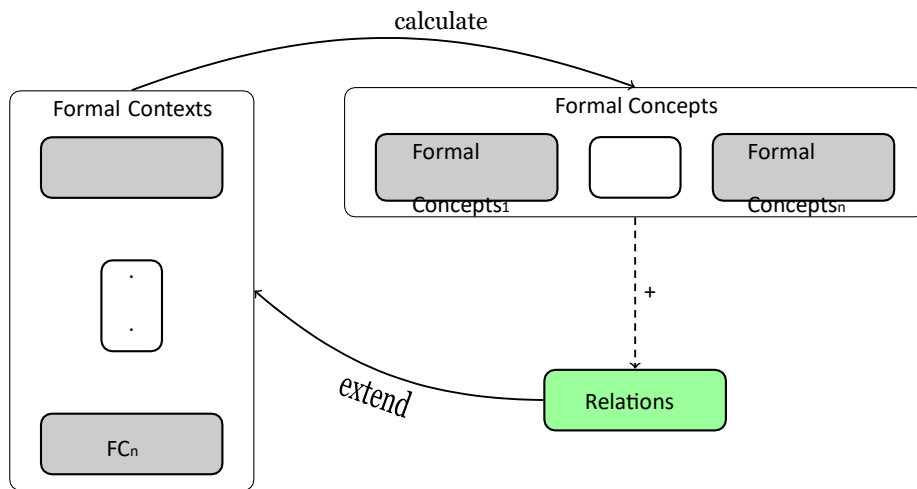 calculate
Formal Contexts
.
.
FCn
Formal Concepts
Formal
Concepts1
Formal
Conceptsn
+
extend
Relations